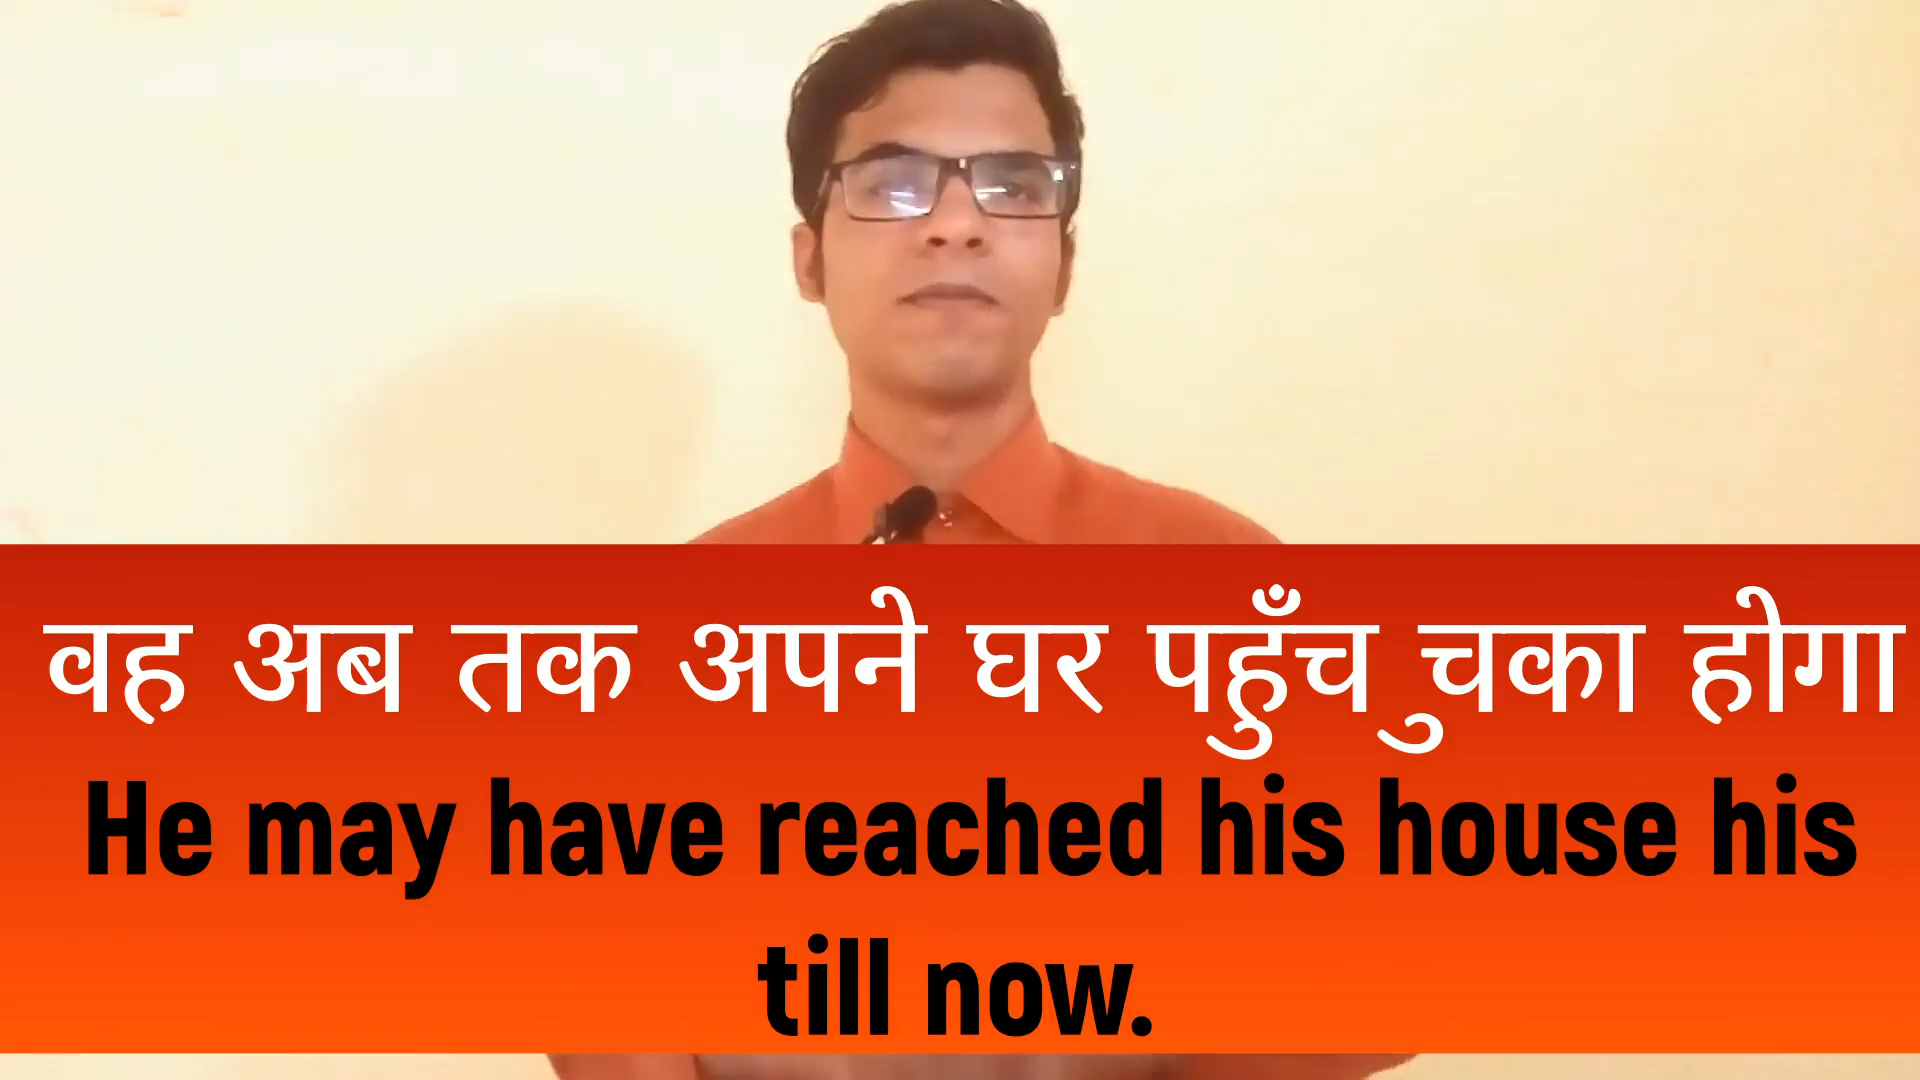 वह अब तक अपने घर पहुँच चुका होगा
He may have reached his house his
till now.